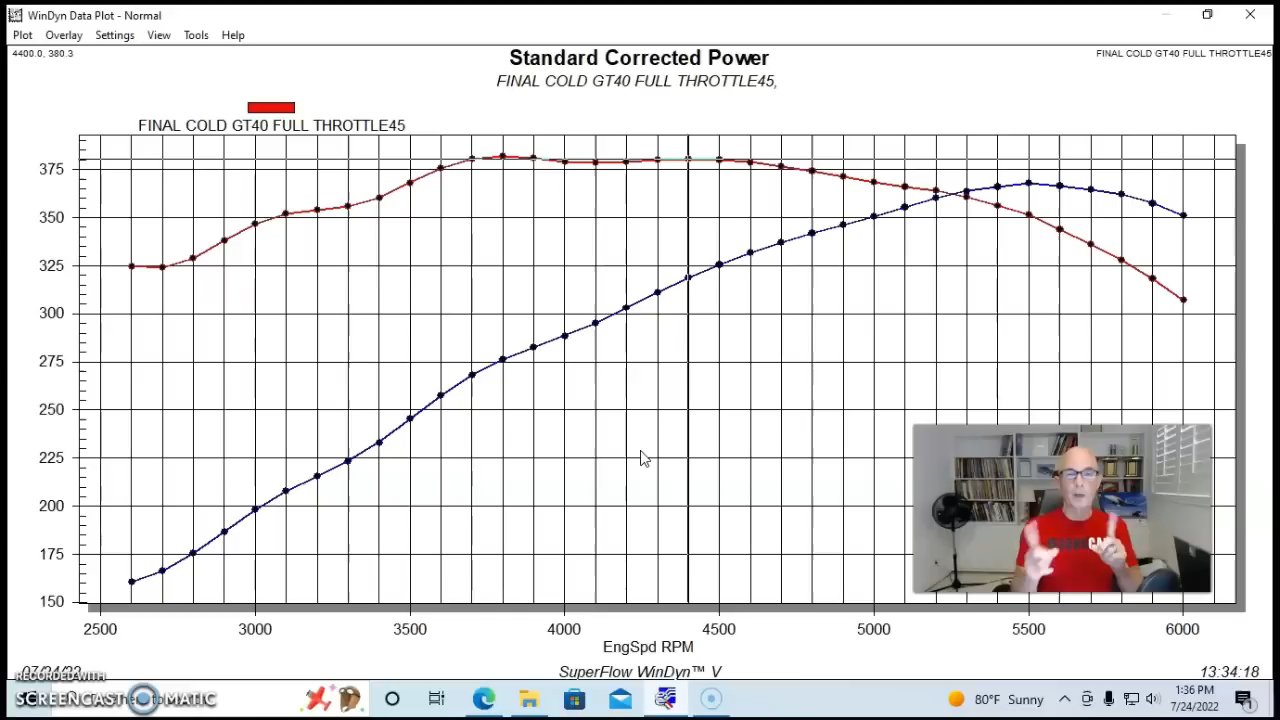 WinDyn Data Plot - Normal
Plot Overlay Settings View Tools Help
4400.0, 380.3
FINAL COLD GT40 FULL THROTTLE45
Standard Corrected Power
FINAL COLD GT40 FULL THROTTLE45,
FINAL COLD GT40 FULL THROTTLE45
375
350
325
300
275
250
225
200
175
150
2500 3000 3500 4000 4500 5000 5500 6000
EngSpd RPM
SuperFlow WinDyn™ V
13:34:18
RECORDED WITH
SCREENCAST MATIC
80°F Sunny
1:36 PM
7/24/2022